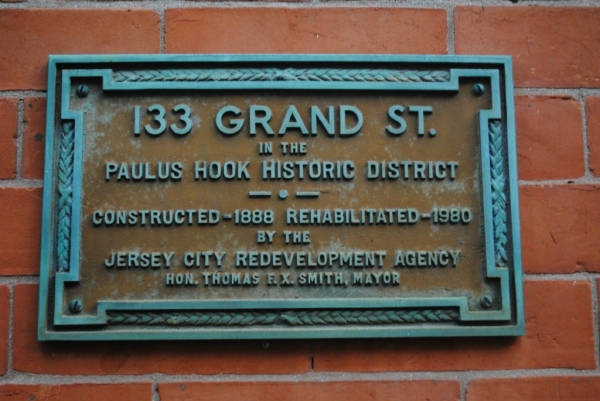 133 GRAND ST.
IN THE
PAULUS HOOK HISTORIC DISTRICT
CONSTRUCTED-1888 REHABILITATED-1980
BY THE
JERSEY CITY REDEVELOPMENT AGENCY
HON. THOMAS F.X. SMITH, MAYOR